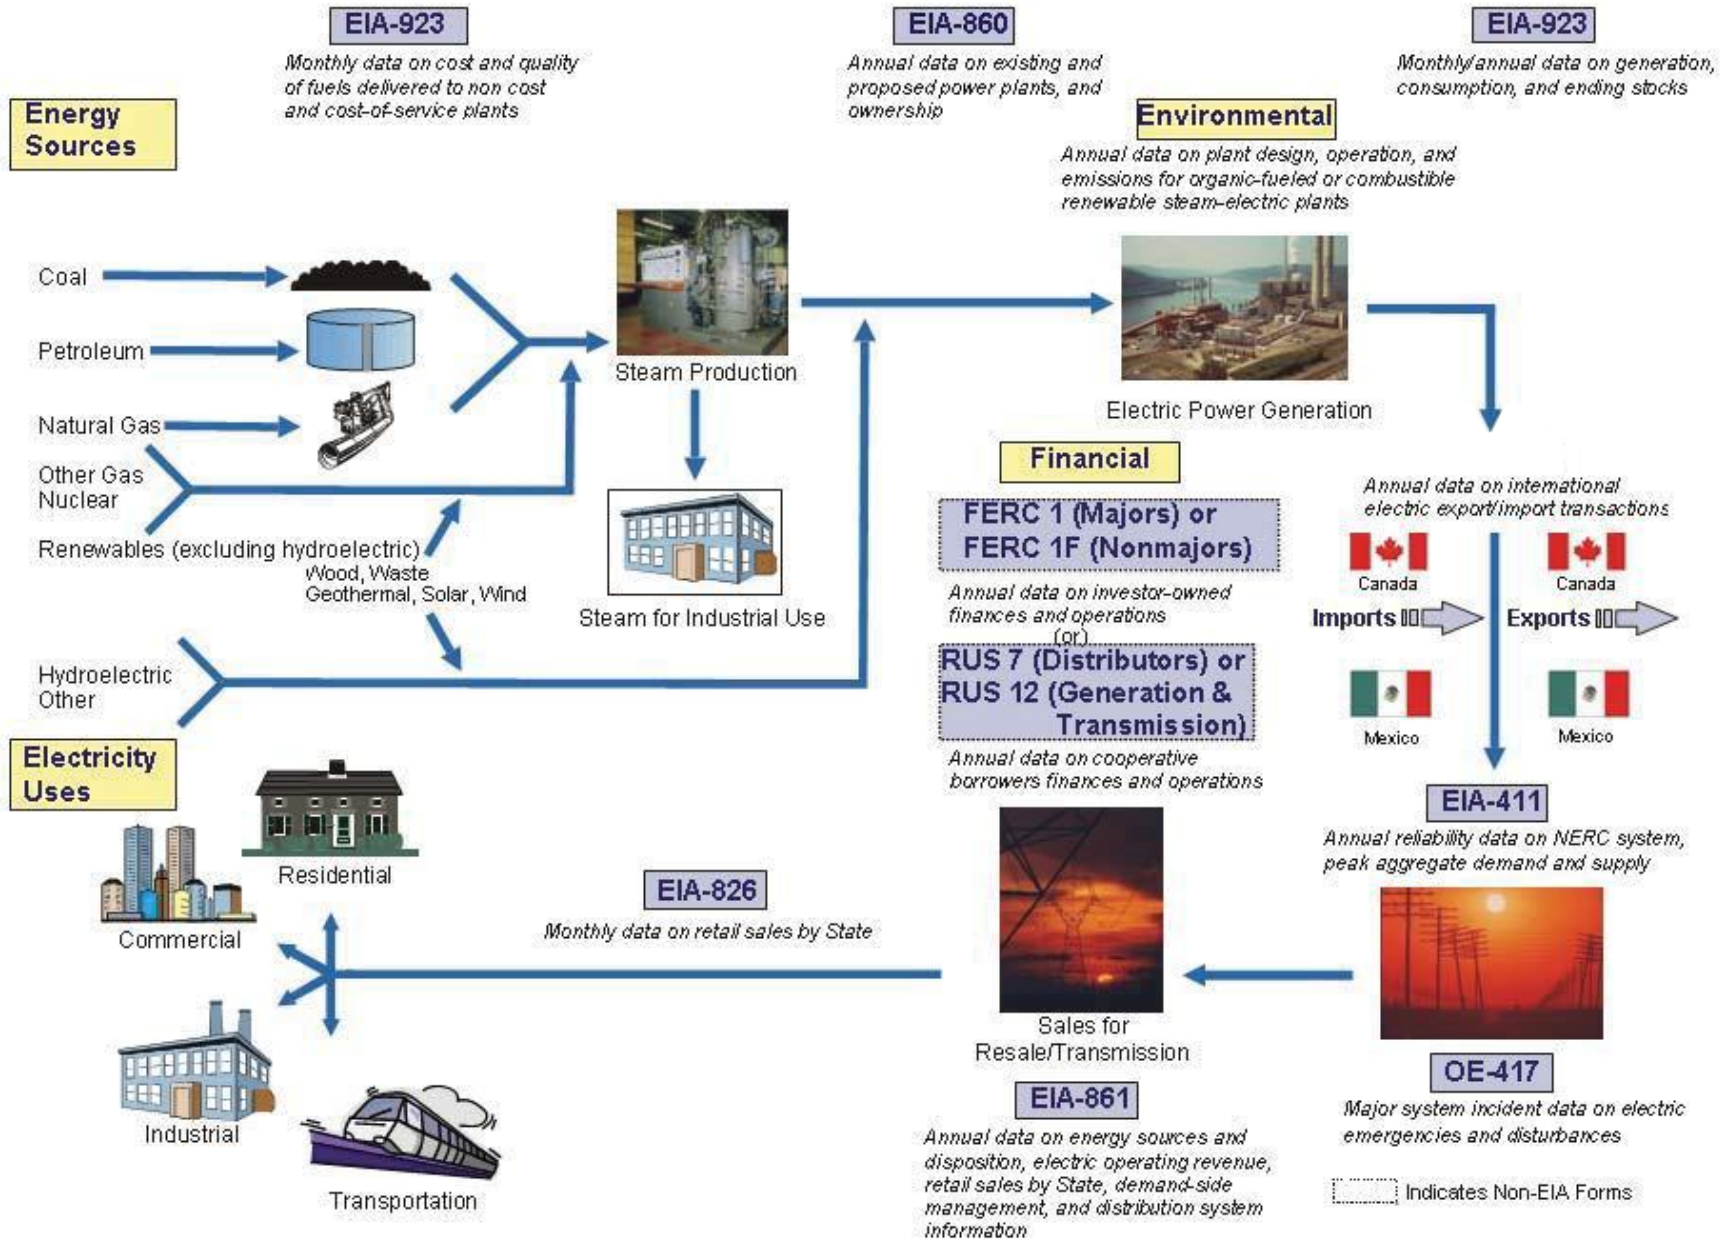 EIA-923
Monthly data on cost and quality
of fuels delivered to non cost
and cost-of-service plants
EIA-860
Annual data on existing and
proposed power plants, and
ownership
EIA-923
Monthly/annual data on generation,
consumption, and ending stocks
Energy
Sources
Environmental
Annual data on plant design, operation, and
emissions for organic-fueled or combustible
renewable steam-electric plants
Coal
Petroleum
Natural Gas
Other Gas
Nuclear
Renewables (excluding hydroelectric)
Wood, Waste
Geothermal, Solar, Wind
Hydroelectric
Other
Steam Production
Steam for Industrial Use
Electric Power Generation
Financial
FERC 1 (Majors) or
FERC 1F (Nonmajors)
Annual data on investor-owned
finances and operations
(or)
RUS 7 (Distributors) or
RUS 12 (Generation &
Transmission)
Annual data on cooperative
borrowers finances and operations
Annual data on international
electric export/import transactions
Canada
Canada
Imports
Exports
Mexico
Mexico
EIA-411
Annual reliability data on NERC system,
peak aggregate demand and supply
Electricity
Uses
Residential
Commercial
Industrial
Transportation
EIA-826
Monthly data on retail sales by State
Sales for
Resale/Transmission
EIA-861
Annual data on energy sources and
disposition, electric operating revenue,
retail sales by State, demand-side
management, and distribution system
information
OE-417
Major system incident data on electric
emergencies and disturbances
Indicates Non-EIA Forms